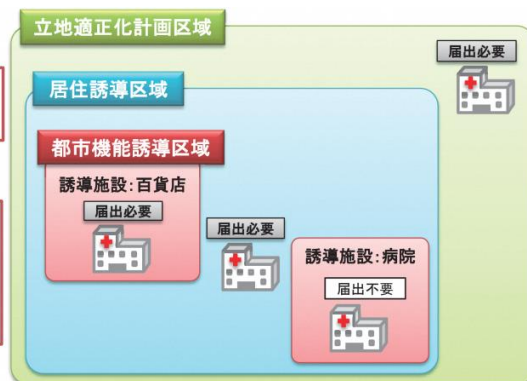 立地適正化計画区域
届出必要
居住誘導区域
都市機能誘導区域
誘導施設:百貨店
届出必要
届出必要
誘導施設:病院
届出不要